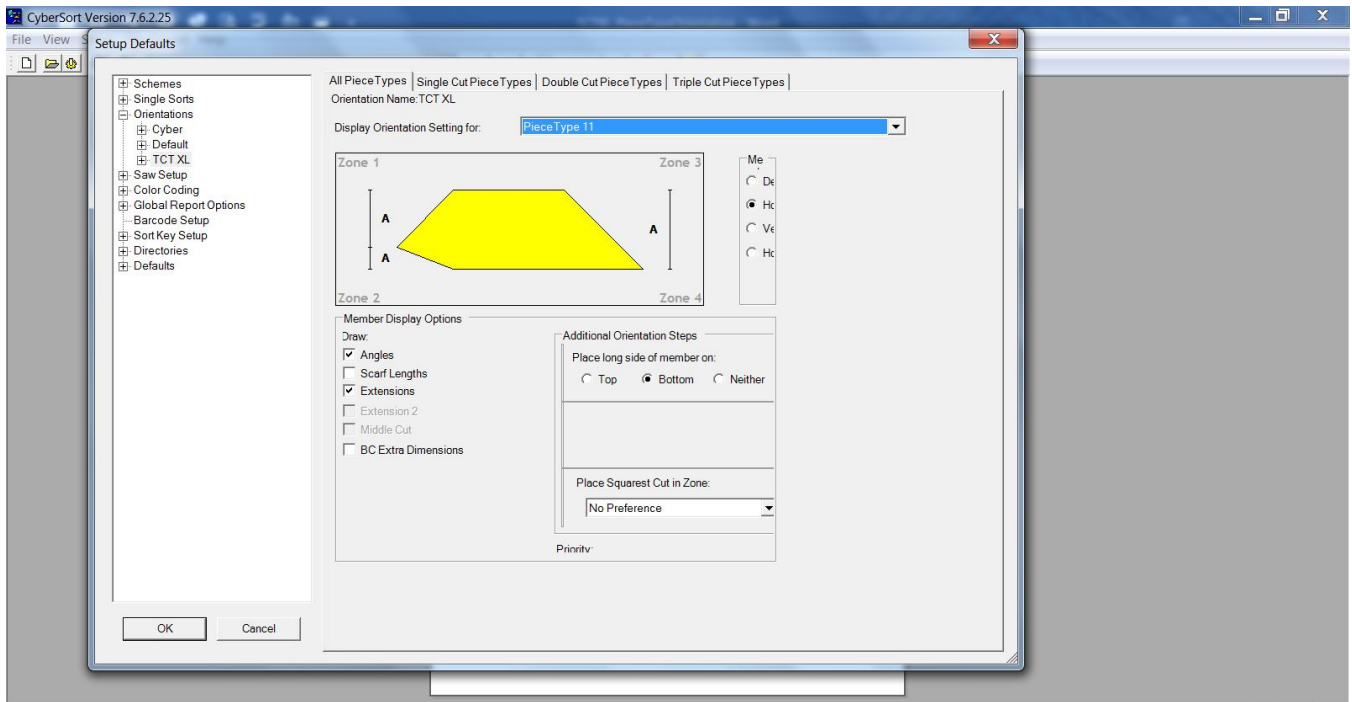 CyberSort Version 7.6.2.25
File View
Setup Defaults
X
X
Schemes
Single Sorts
Orientations
Cyber
Default
TCT XL
Saw Setup
Color Coding
Global Report Options
Barcode Setup
Sort Key Setup
Directories
Defaults
OK
Cancel
All PieceTypes
Single Cut PieceTypes
Double Cut PieceTypes
Triple Cut PieceTypes
Orientation Name:TCT XL
Display Orientation Setting for:
PieceType 11
Zone 1
Zone 3
A
A
A
Zone 2
Zone 4
Me
De
Ho
Ve
Ho
Member Display Options
Draw:
Angles
Scarf Lengths
Extensions
Extension 2
Middle Cut
BC Extra Dimensions
Additional Orientation Steps
Place long side of member on:
Top Bottom Neither
Place Squarest Cut in Zone:
No Preference
Priority: